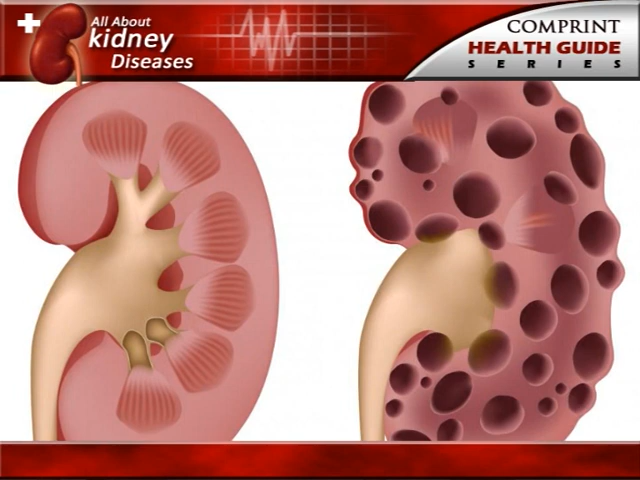 All About
kidney
Diseases
COMPRINT
HEALTH GUIDE
SERIES